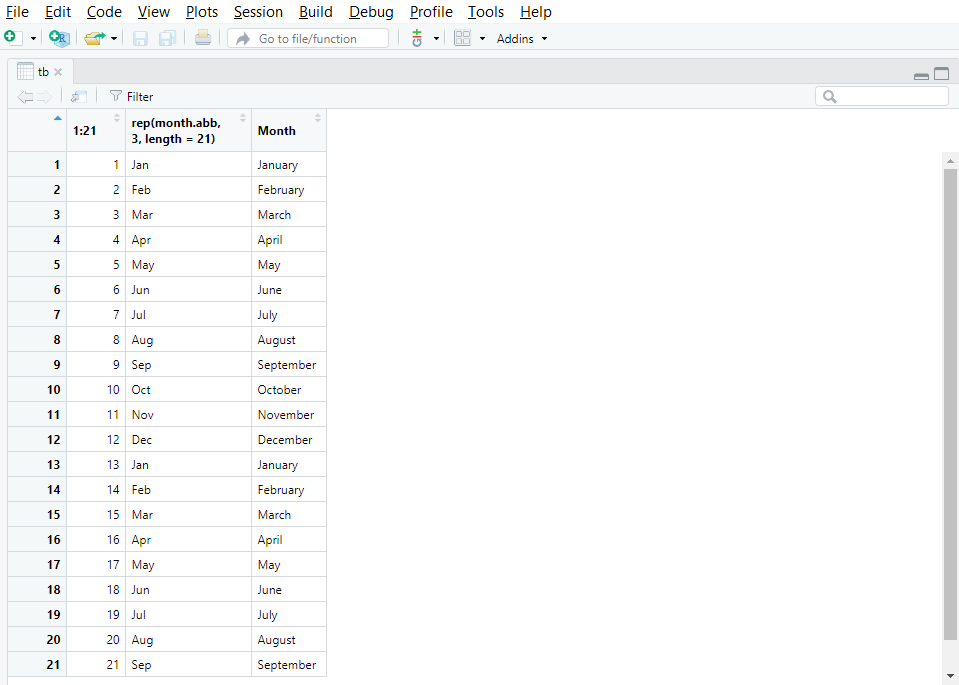 File Edit Code View Plots Session Build Debug Profile Tools Help
Go to file/function Addins
tb
Filter
1:21 rep(month.abb, 3, length = 21) Month
1 1 Jan January
2 2 Feb February
3 3 Mar March
4 4 Apr April
5 5 May May
6 6 Jun June
7 7 Jul July
8 8 Aug August
9 9 Sep September
10 10 Oct October
11 11 Nov November
12 12 Dec December
13 13 Jan January
14 14 Feb February
15 15 Mar March
16 16 Apr April
17 17 May May
18 18 Jun June
19 19 Jul July
20 20 Aug August
21 21 Sep September